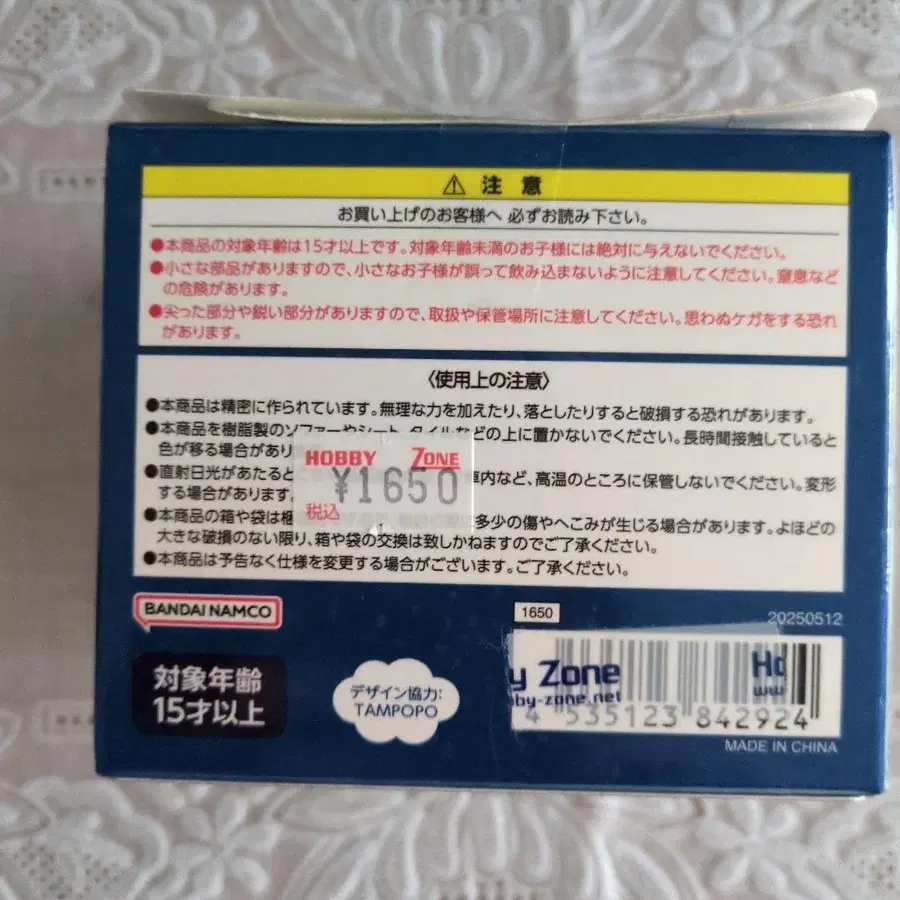 ⚠ 注 意
お買い上げのお客様へ 必ずお読み下さい。
●本商品の対象年齢は15才以上です。対象年齢未満のお子様には絶対に与えないでください。
●小さな部品がありますので、小さなお子様が誤って飲み込まないように注意してください。窒息など
の危険があります。
●尖った部分や鋭い部分がありますので、取扱や保管場所に注意してください。思わぬケガをする恐れ
があります。
〈使用上の注意〉
●本商品は精密に作られています。無理な力を加えたり、落としたりすると破損する恐れがあります。
●本商品を樹脂製のソファーやシート、タイルなどの上に置かないでください。長時間接触していると
色が移る場合があり
●直射日光があたると 車内など、高温のところに保管しないでください。変形
する場合があります。
●本商品の箱や袋は梱 多少の傷やへこみが生じる場合があります。よほどの
大きな破損のない限り、箱や袋の交換は致しかねますのでご了承ください。
●本商品は予告なく仕様を変更する場合がございます。ご了承ください。
HOBBY ZONE
¥1650
税込
BANDAI NAMCO
1650
20250512
対象年齢
15才以上
デザイン協力:
TAMPOPO
y Zone
by-zone.net
Ho
ww
4 535123 842924
MADE IN CHINA